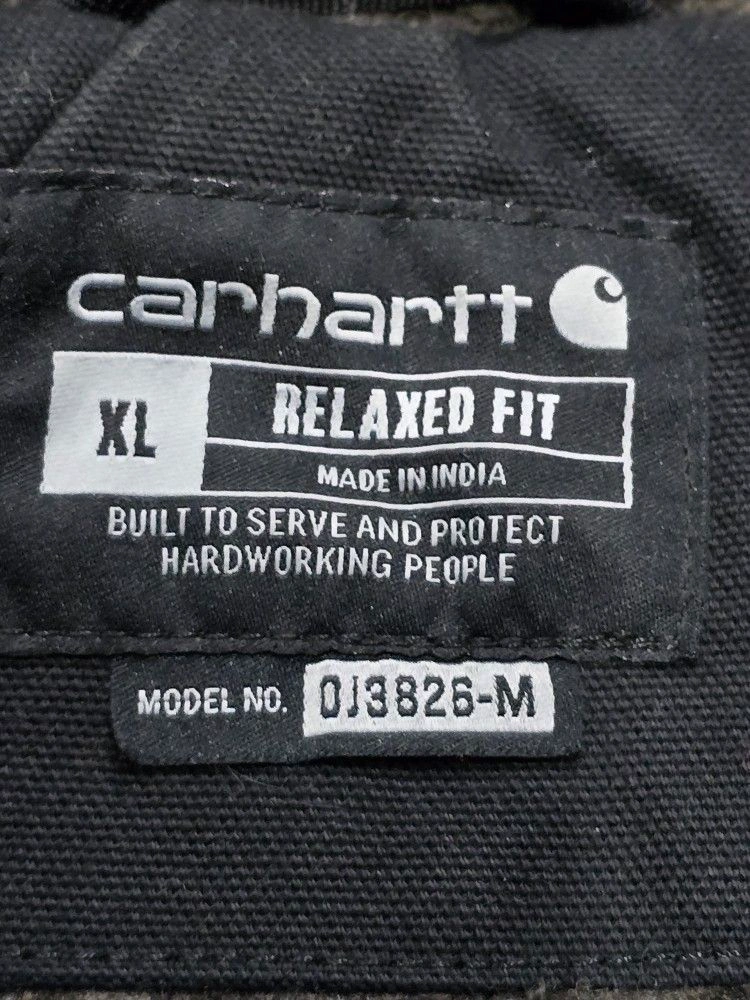 carhartt
XL
RELAXED FIT
MADE IN INDIA
BUILT TO SERVE AND PROTECT
HARDWORKING PEOPLE
MODEL NO. OJ3826-M